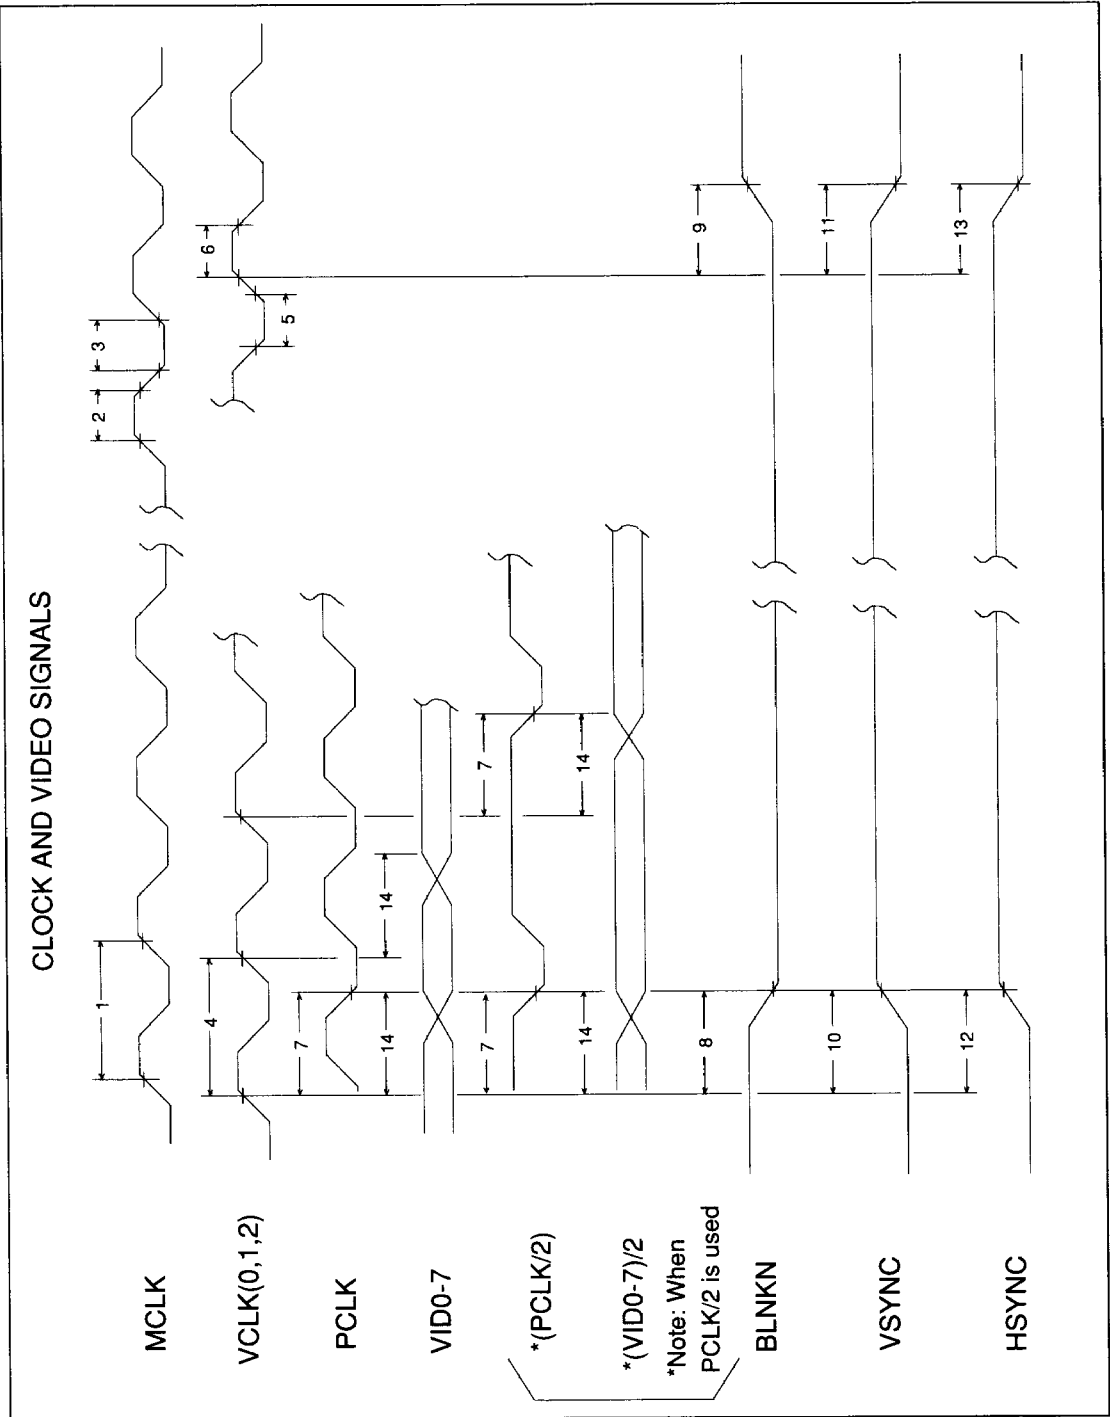 CLOCK AND VIDEO SIGNALS
MCLK
1
2
3
VCLK(0,1,2)
4
5
6
PCLK
7
VID0-7
14
14
*(PCLK/2)
7
7
*(VID0-7)/2
14
14
*Note: When
PCLK/2 is used
BLNKN
8
9
VSYNC
10
11
HSYNC
12
13